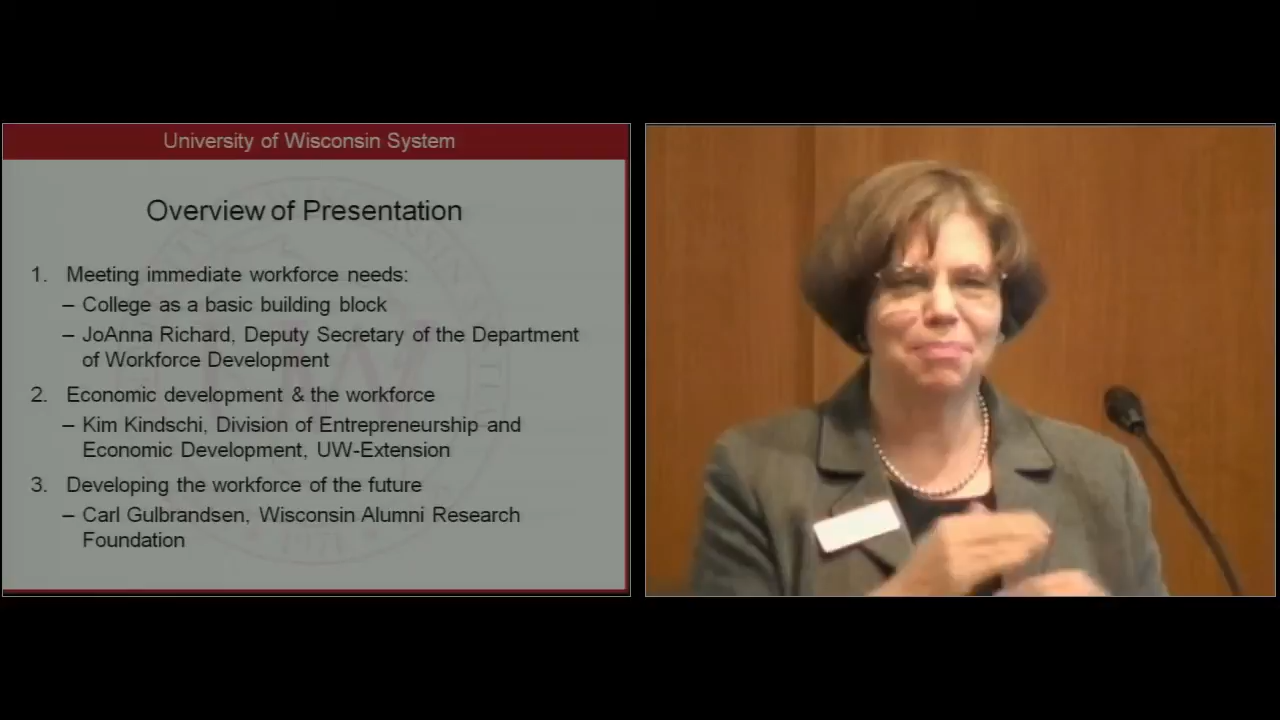 University of Wisconsin System
Overview of Presentation
1. Meeting immediate workforce needs:
– College as a basic building block
– JoAnna Richard, Deputy Secretary of the Department
of Workforce Development
2. Economic development & the workforce
– Kim Kindschi, Division of Entrepreneurship and
Economic Development, UW-Extension
3. Developing the workforce of the future
– Carl Gulbrandsen, Wisconsin Alumni Research
Foundation